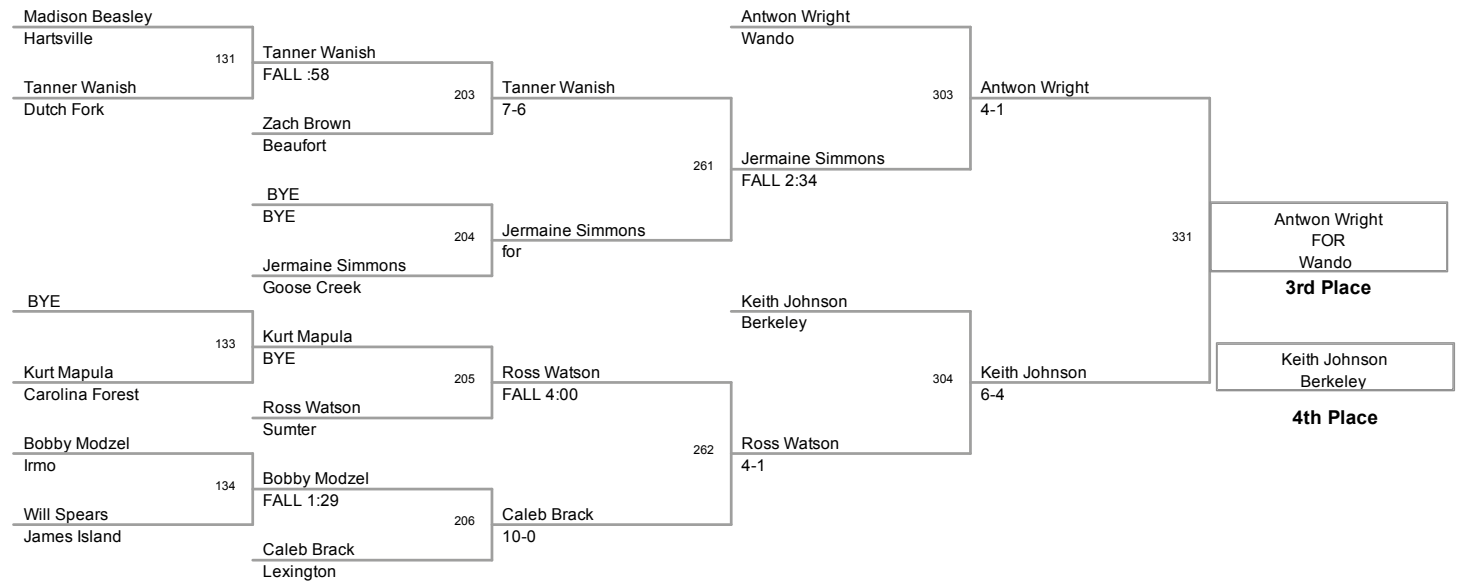 Madison Beasley
Hartsville
131
Tanner Wanish
Dutch Fork
Tanner Wanish
FALL :58
203
Zach Brown
Beaufort
Tanner Wanish
7-6
BYE
BYE
204
Jermaine Simmons
Goose Creek
Jermaine Simmons
for
261
Jermaine Simmons
FALL 2:34
Antwon Wright
Wando
303
Antwon Wright
4-1
BYE
133
Kurt Mapula
Carolina Forest
Kurt Mapula
BYE
205
Ross Watson
Sumter
Ross Watson
FALL 4:00
Bobby Modzel
Irmo
134
Will Spears
James Island
Bobby Modzel
FALL 1:29
206
Caleb Brack
Lexington
Caleb Brack
10-0
262
Ross Watson
4-1
Keith Johnson
Berkeley
304
Keith Johnson
6-4
331
Antwon Wright
FOR
Wando
3rd Place
Keith Johnson
Berkeley
4th Place